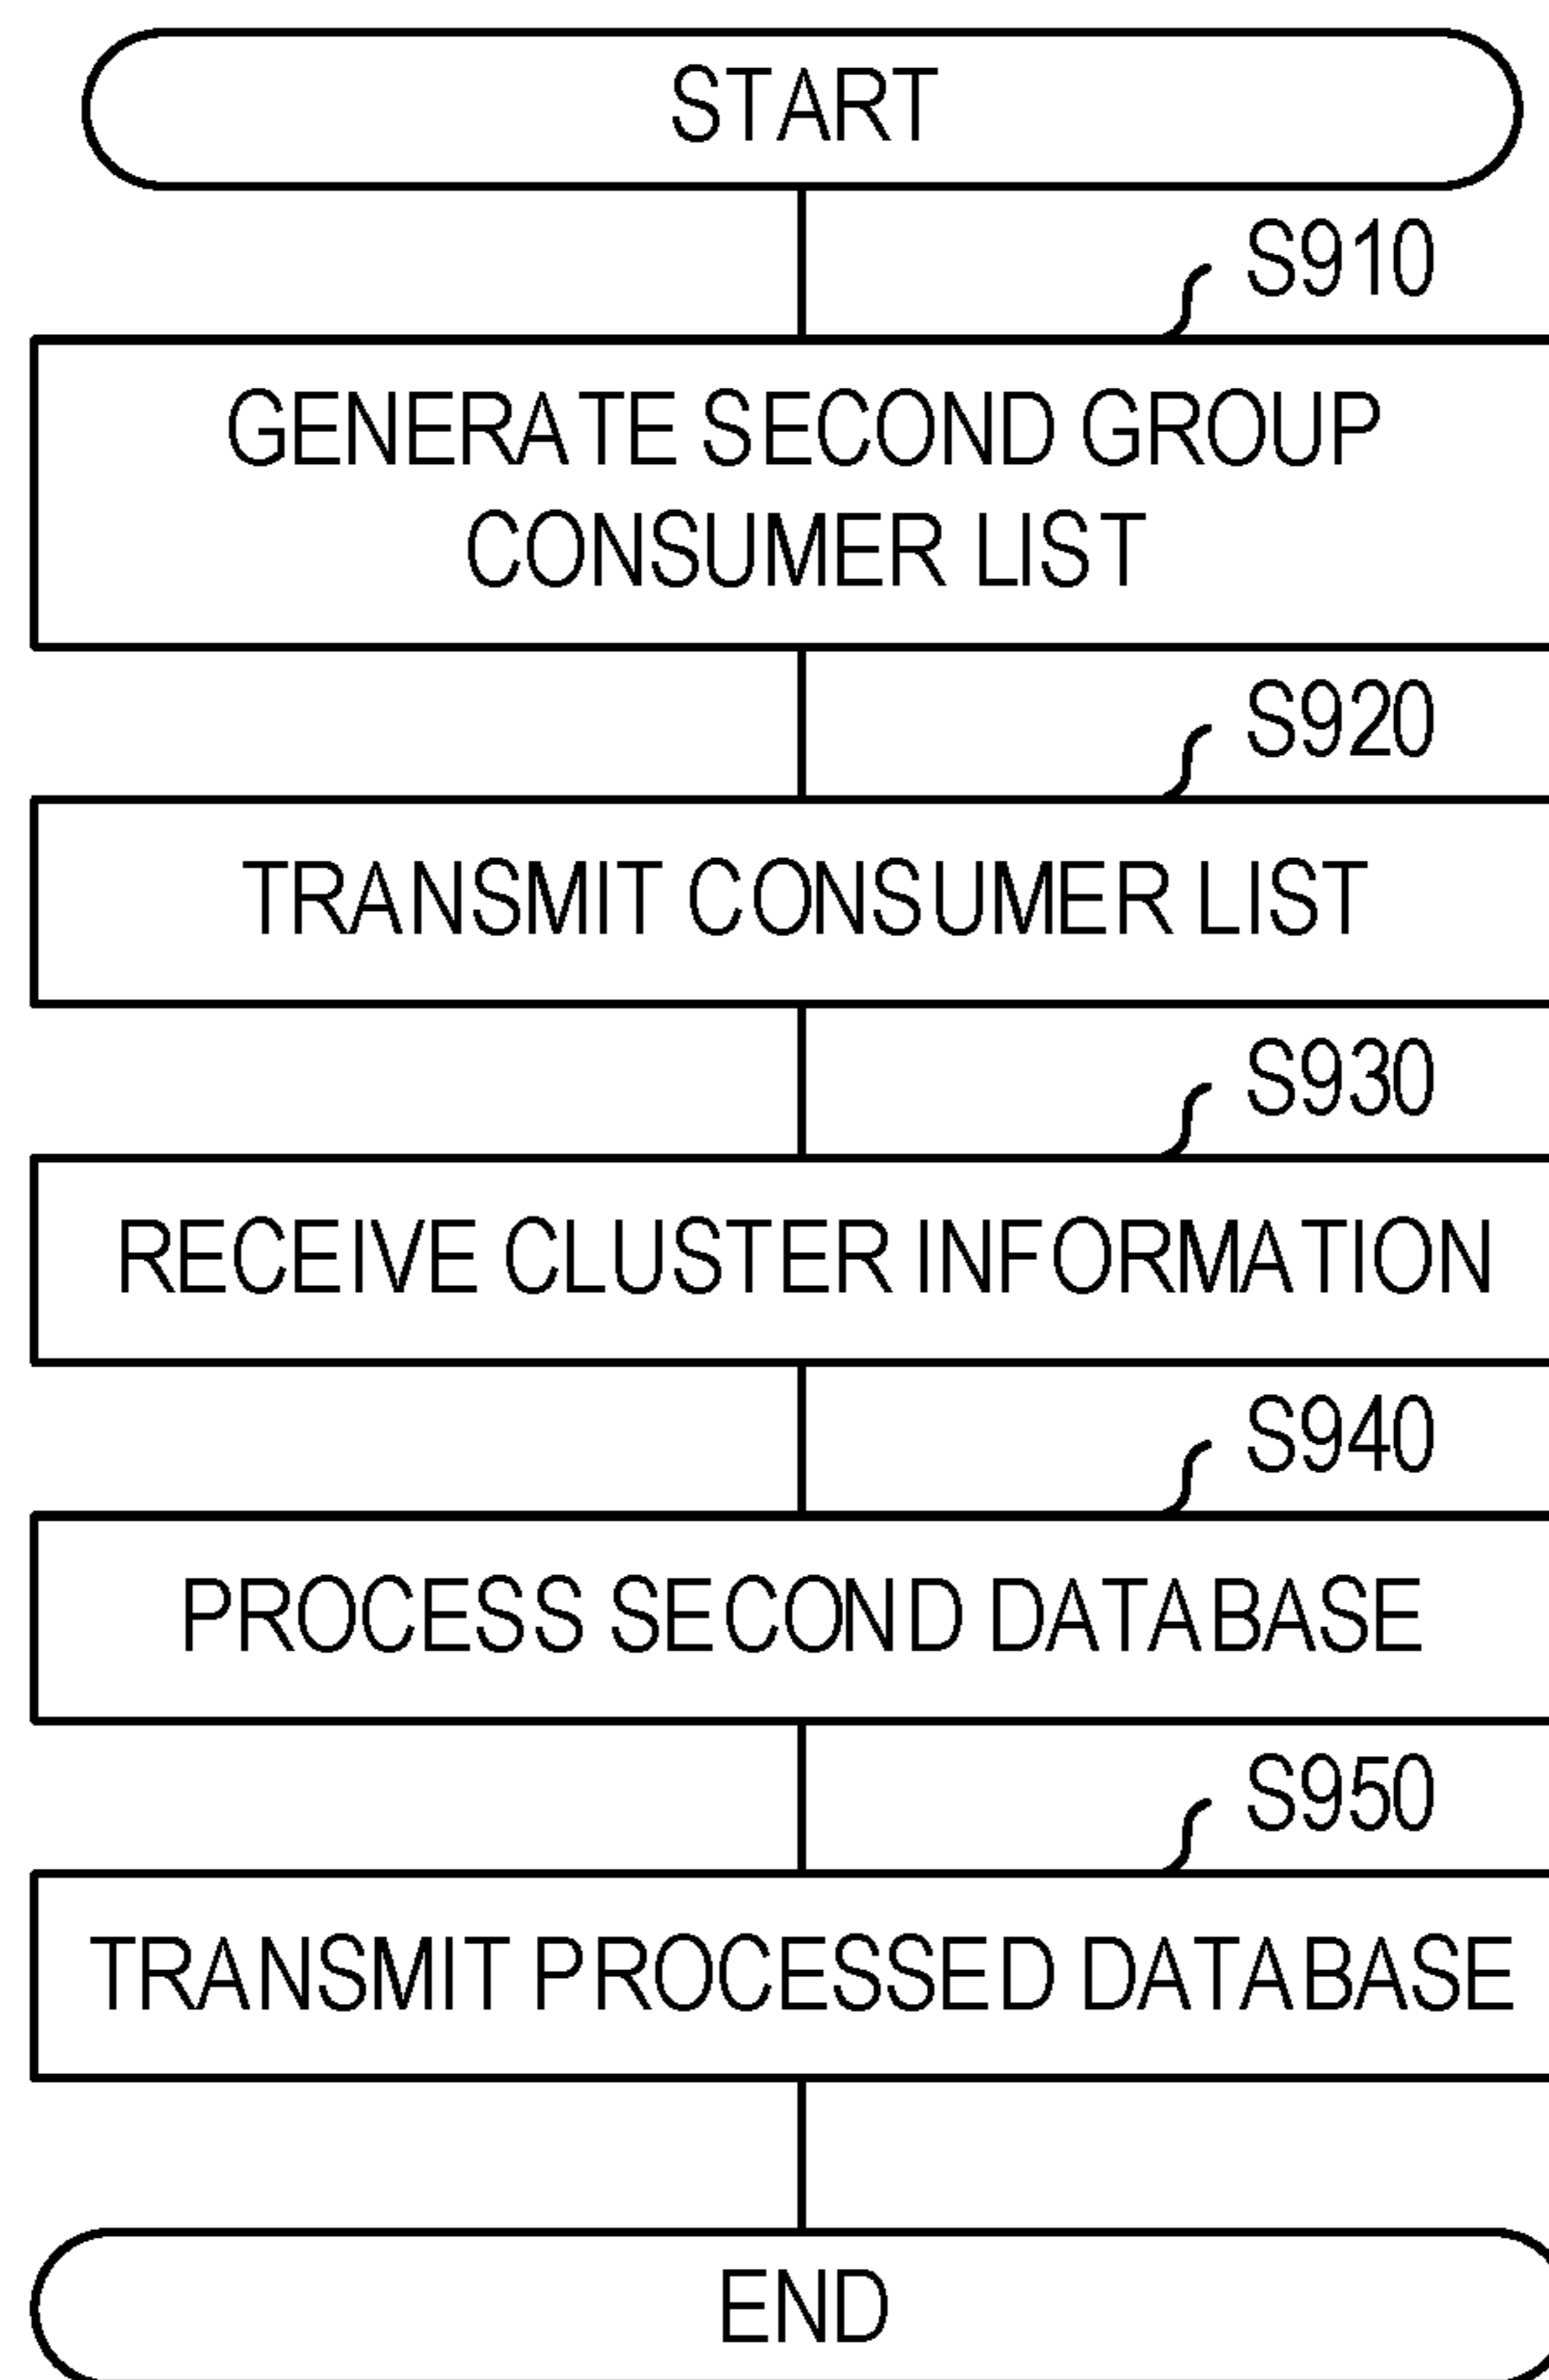 START
S910
GENERATE SECOND GROUP
CONSUMER LIST
S920
TRANSMIT CONSUMER LIST
S930
RECEIVE CLUSTER INFORMATION
S940
PROCESS SECOND DATABASE
S950
TRANSMIT PROCESSED DATABASE
END